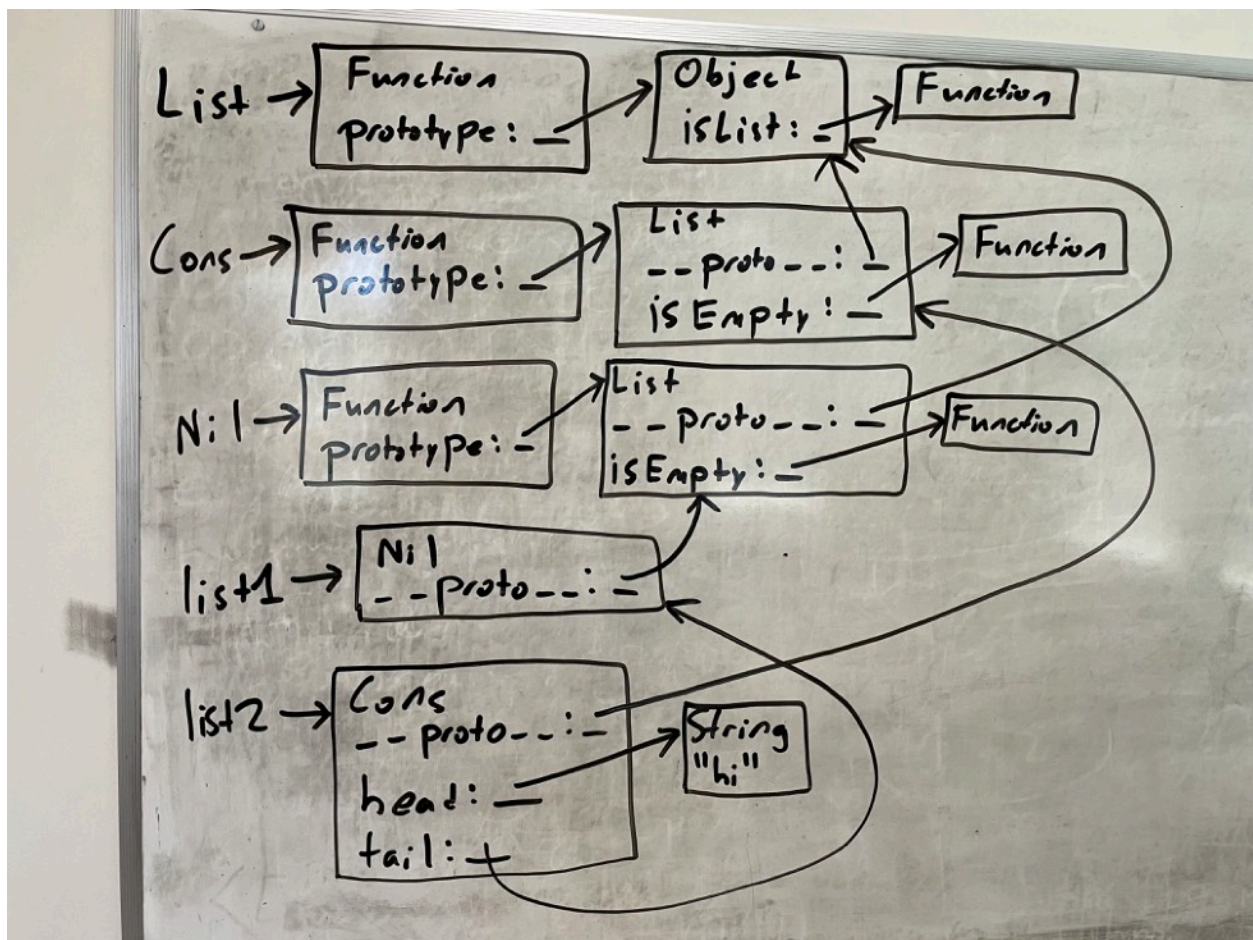 List → Function
prototype: _
Object
isList: _
Function
Cons → Function
prototype: _
List
__proto__: _
isEmpty: _
Function
Nil → Function
prototype: _
List
__proto__: _
isEmpty: _
Function
list1 → Nil
__proto__: _
list2 → Cons
__proto__: _
head: _
tail: _
String
"hi"